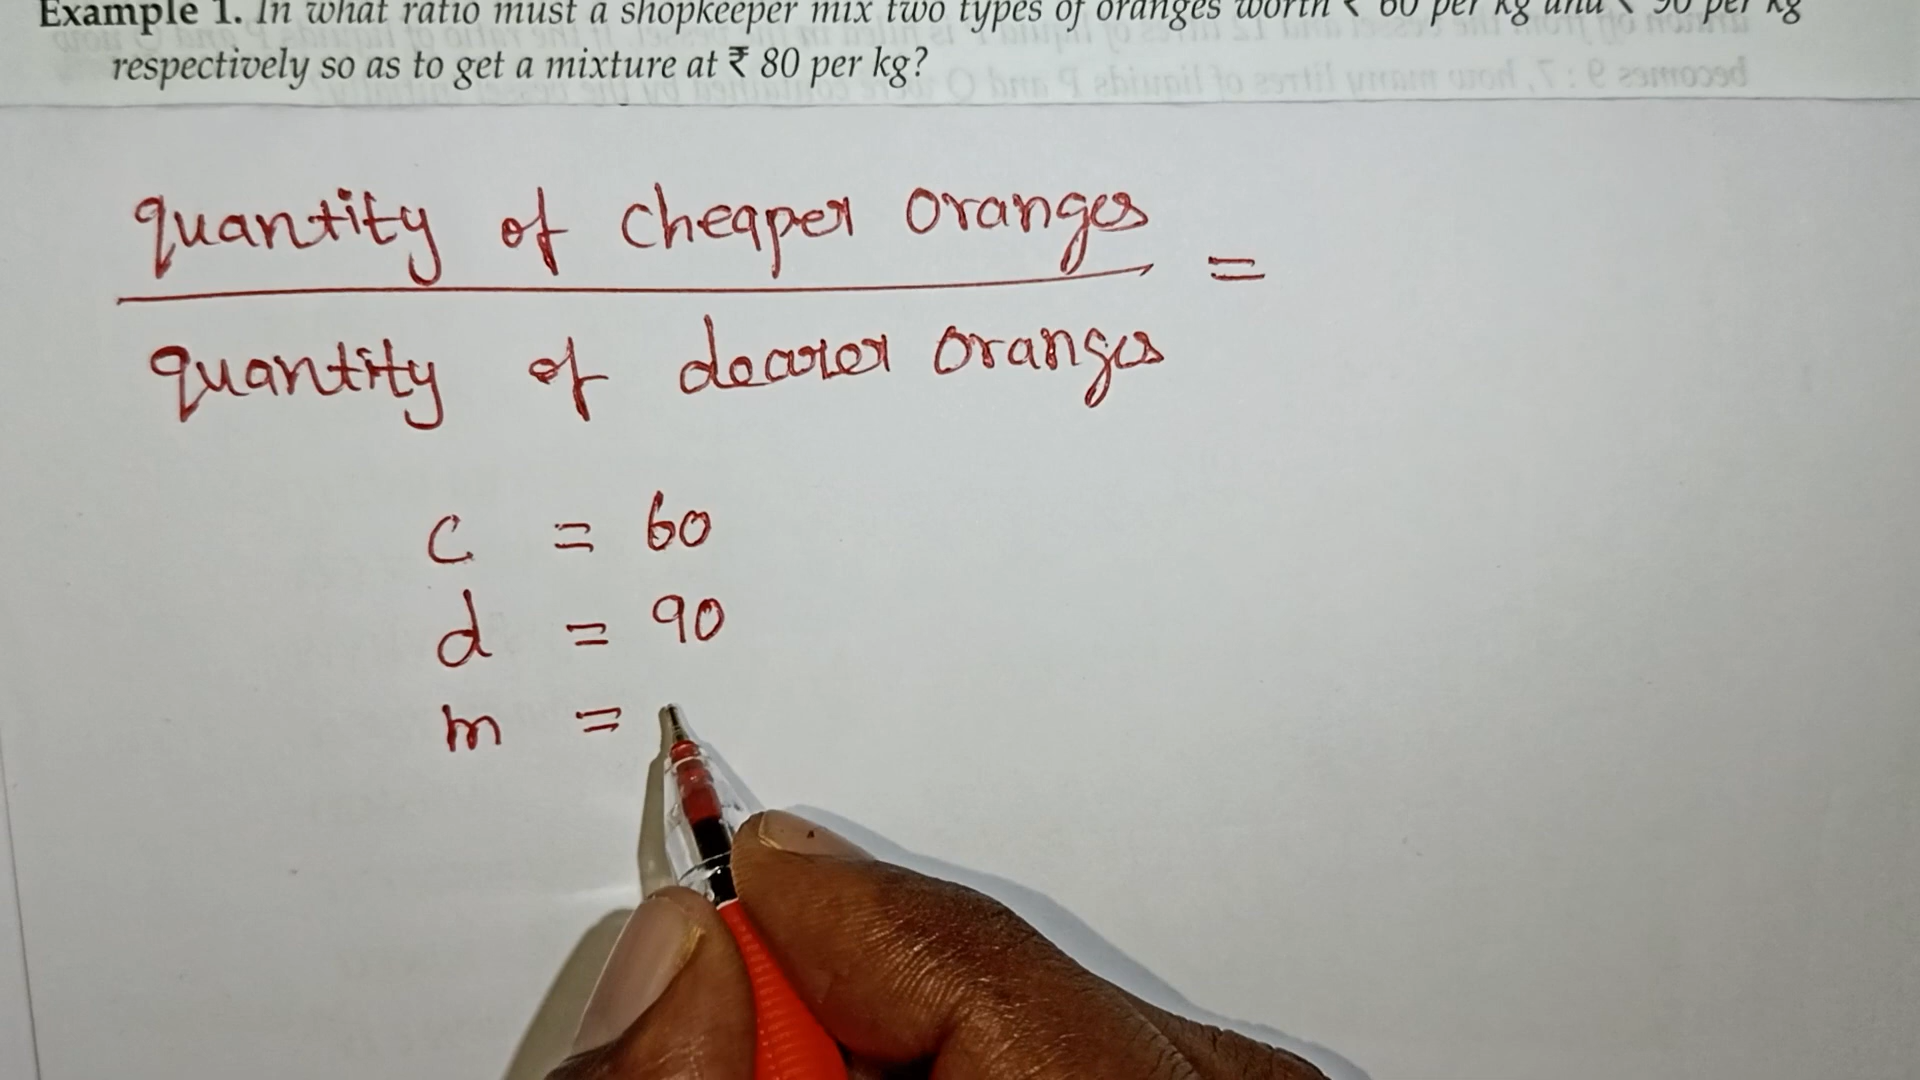 Example 1. In what ratio must a shopkeeper mix two types of oranges worth ₹ 60 per kg and ₹ 90 per kg
respectively so as to get a mixture at ₹ 80 per kg?
quantity of cheaper oranges
=
quantity of dearer oranges
c = 60
d = 90
m =